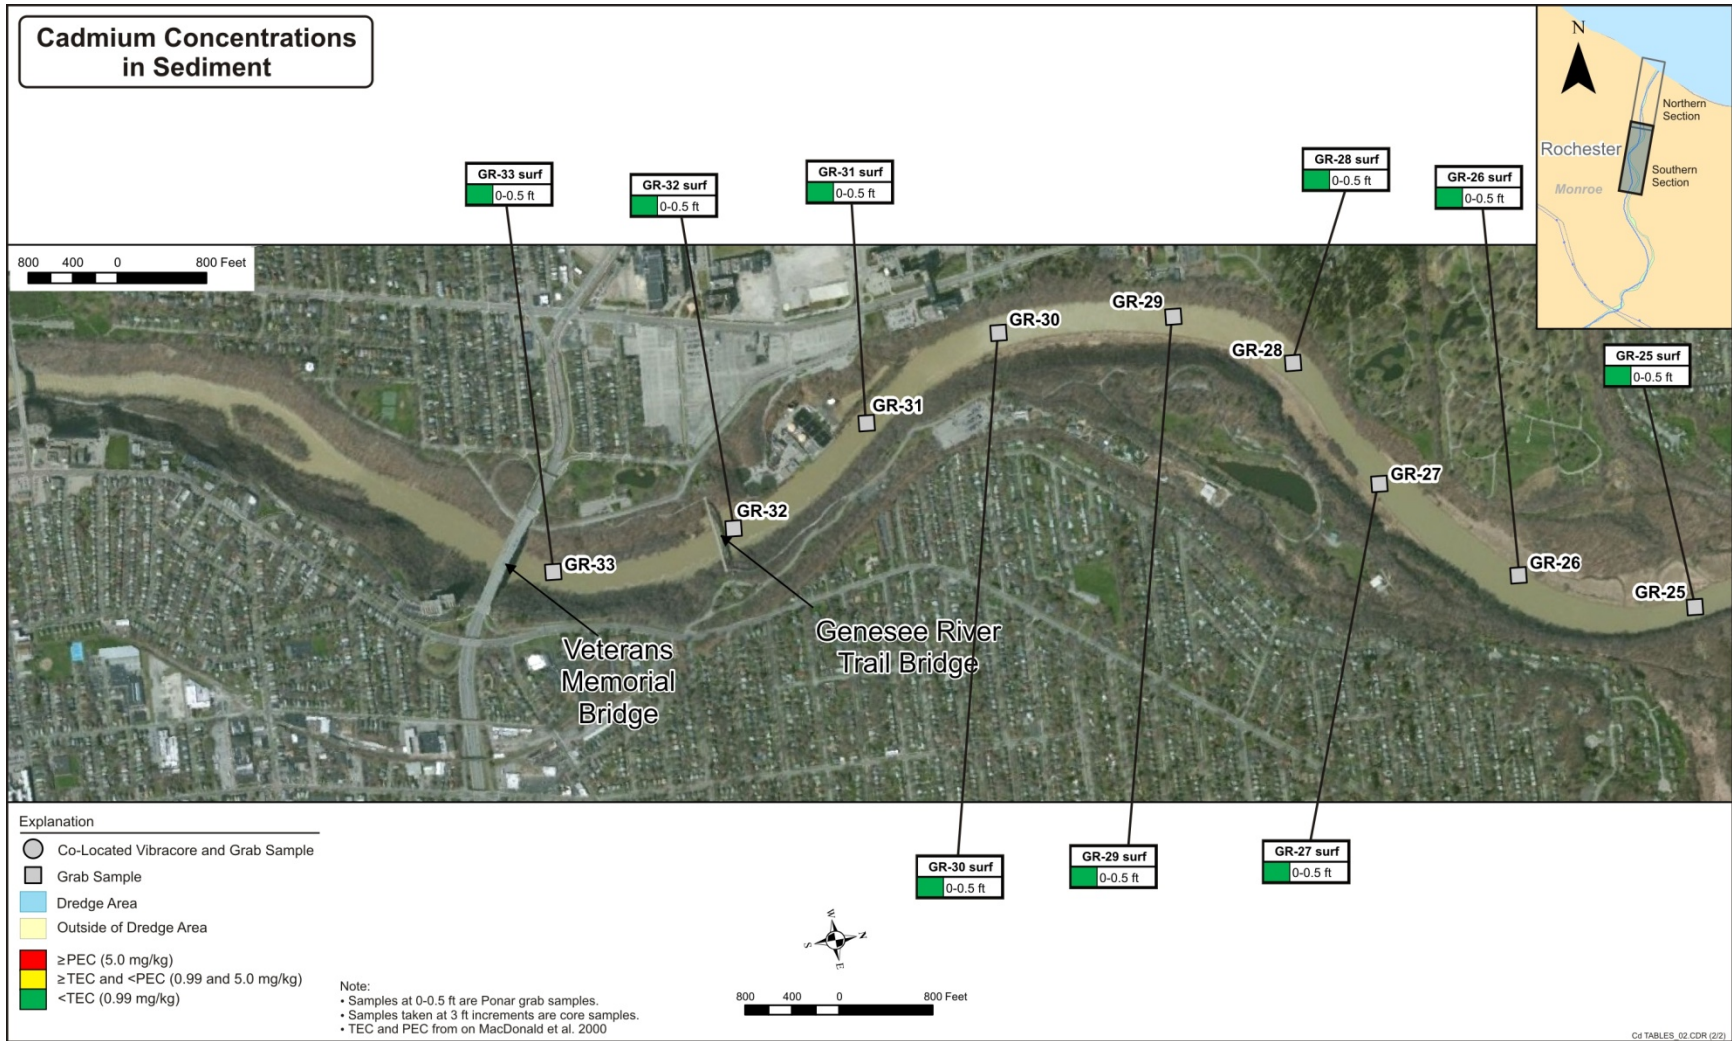 Cadmium Concentrations
in Sediment
N
Northern
Section
Rochester
Southern
Section
Monroe
GR-33 surf
0-0.5 ft
GR-32 surf
0-0.5 ft
GR-31 surf
0-0.5 ft
GR-28 surf
0-0.5 ft
GR-26 surf
0-0.5 ft
GR-25 surf
0-0.5 ft
800 400 0 800 Feet
GR-30
GR-29
GR-28
GR-31
GR-27
GR-32
GR-33
GR-26
GR-25
Veterans
Memorial
Bridge
Genesee River
Trail Bridge
GR-30 surf
0-0.5 ft
GR-29 surf
0-0.5 ft
GR-27 surf
0-0.5 ft
Explanation
Co-Located Vibracore and Grab Sample
Grab Sample
Dredge Area
Outside of Dredge Area
≥PEC (5.0 mg/kg)
≥TEC and <PEC (0.99 and 5.0 mg/kg)
<TEC (0.99 mg/kg)
Note:
• Samples at 0-0.5 ft are Ponar grab samples.
• Samples taken at 3 ft increments are core samples.
• TEC and PEC from on MacDonald et al. 2000
W
N
S
E
800 400 0 800 Feet
Cd TABLES_02.CDR (2/2)